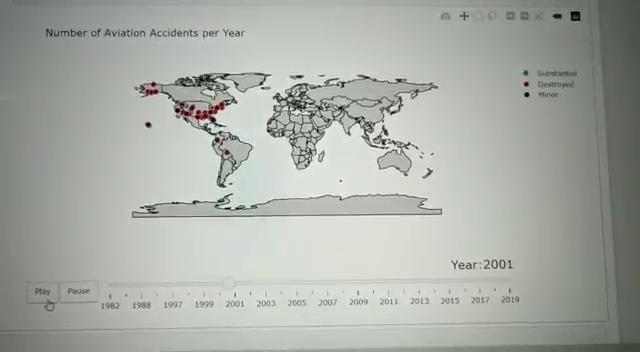 Number of Aviation Accidents per Year
Substantial
Destroyed
Minor
Year:2001
Play
Pause
1982 1988 1997 1999 2001 2003 2005 2007 2009 2011 2013 2015 2017 2019